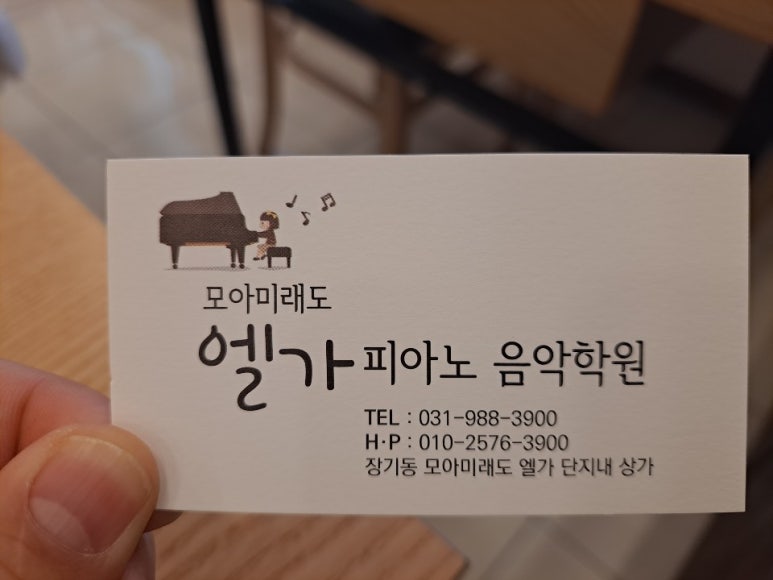 모아미래도
엘가 피아노 음악학원
TEL : 031-988-3900
H·P : 010-2576-3900
장기동 모아미래도 엘가 단지내 상가